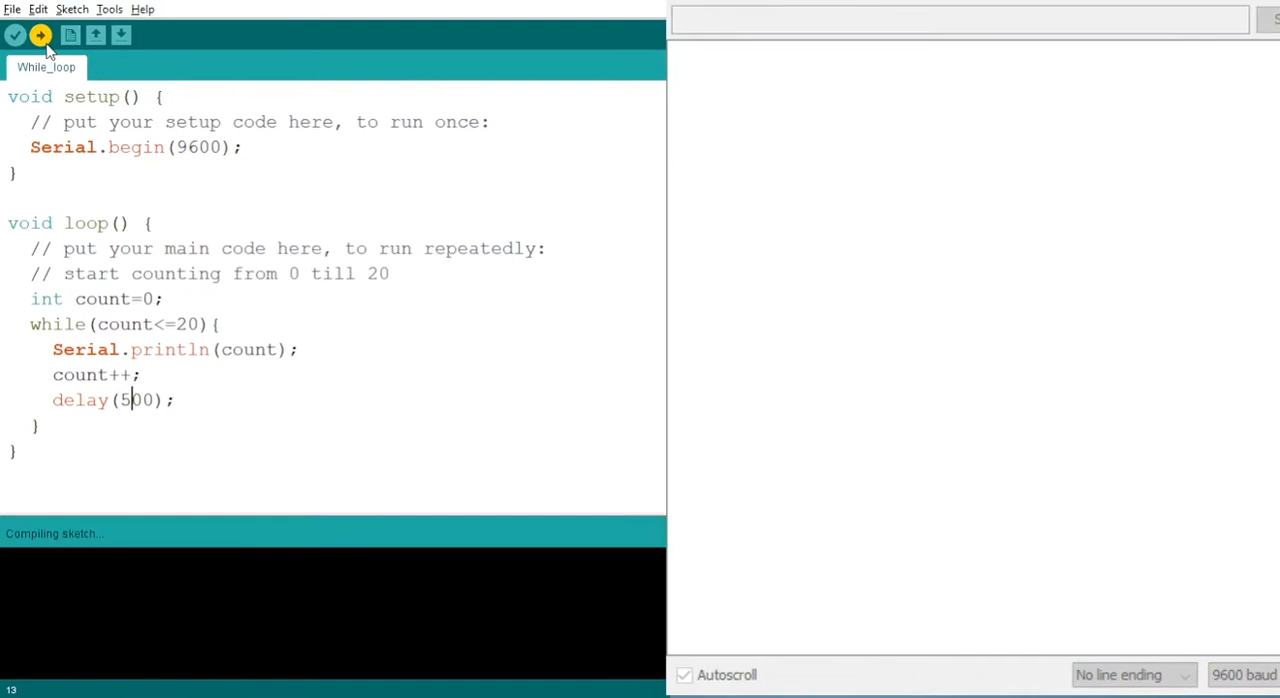 File Edit Sketch Tools Help
While_loop
void setup() {
// put your setup code here, to run once:
Serial.begin(9600);
}
void loop() {
// put your main code here, to run repeatedly:
// start counting from 0 till 20
int count=0;
while(count<=20){
Serial.println(count);
count++;
delay(500);
}
}
Compiling sketch...
13
S
Autoscroll
No line ending
9600 baud